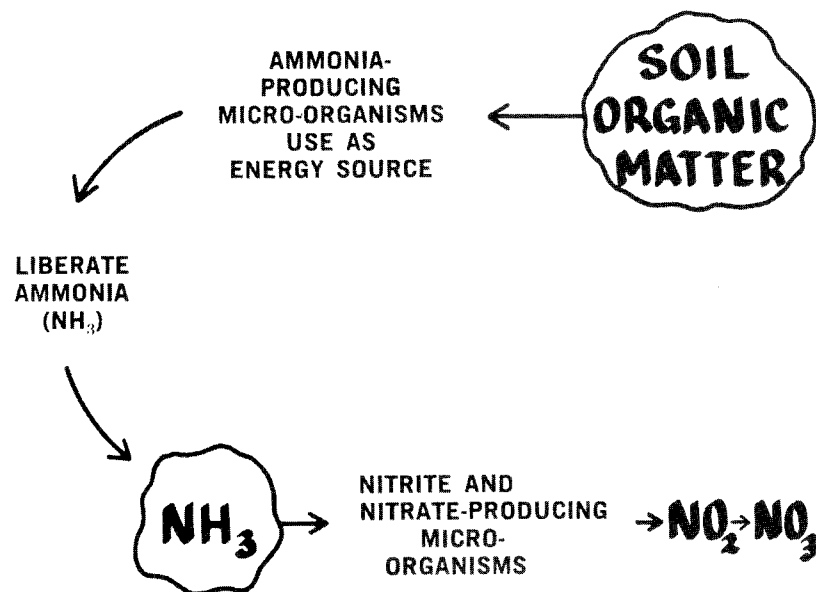 SOIL
ORGANIC
MATTER
AMMONIA-
PRODUCING
MICRO-ORGANISMS
USE AS
ENERGY SOURCE
LIBERATE
AMMONIA
(NH₃)
NH₃
NITRITE AND
NITRATE-PRODUCING
MICRO-
ORGANISMS
NO₂→NO₃